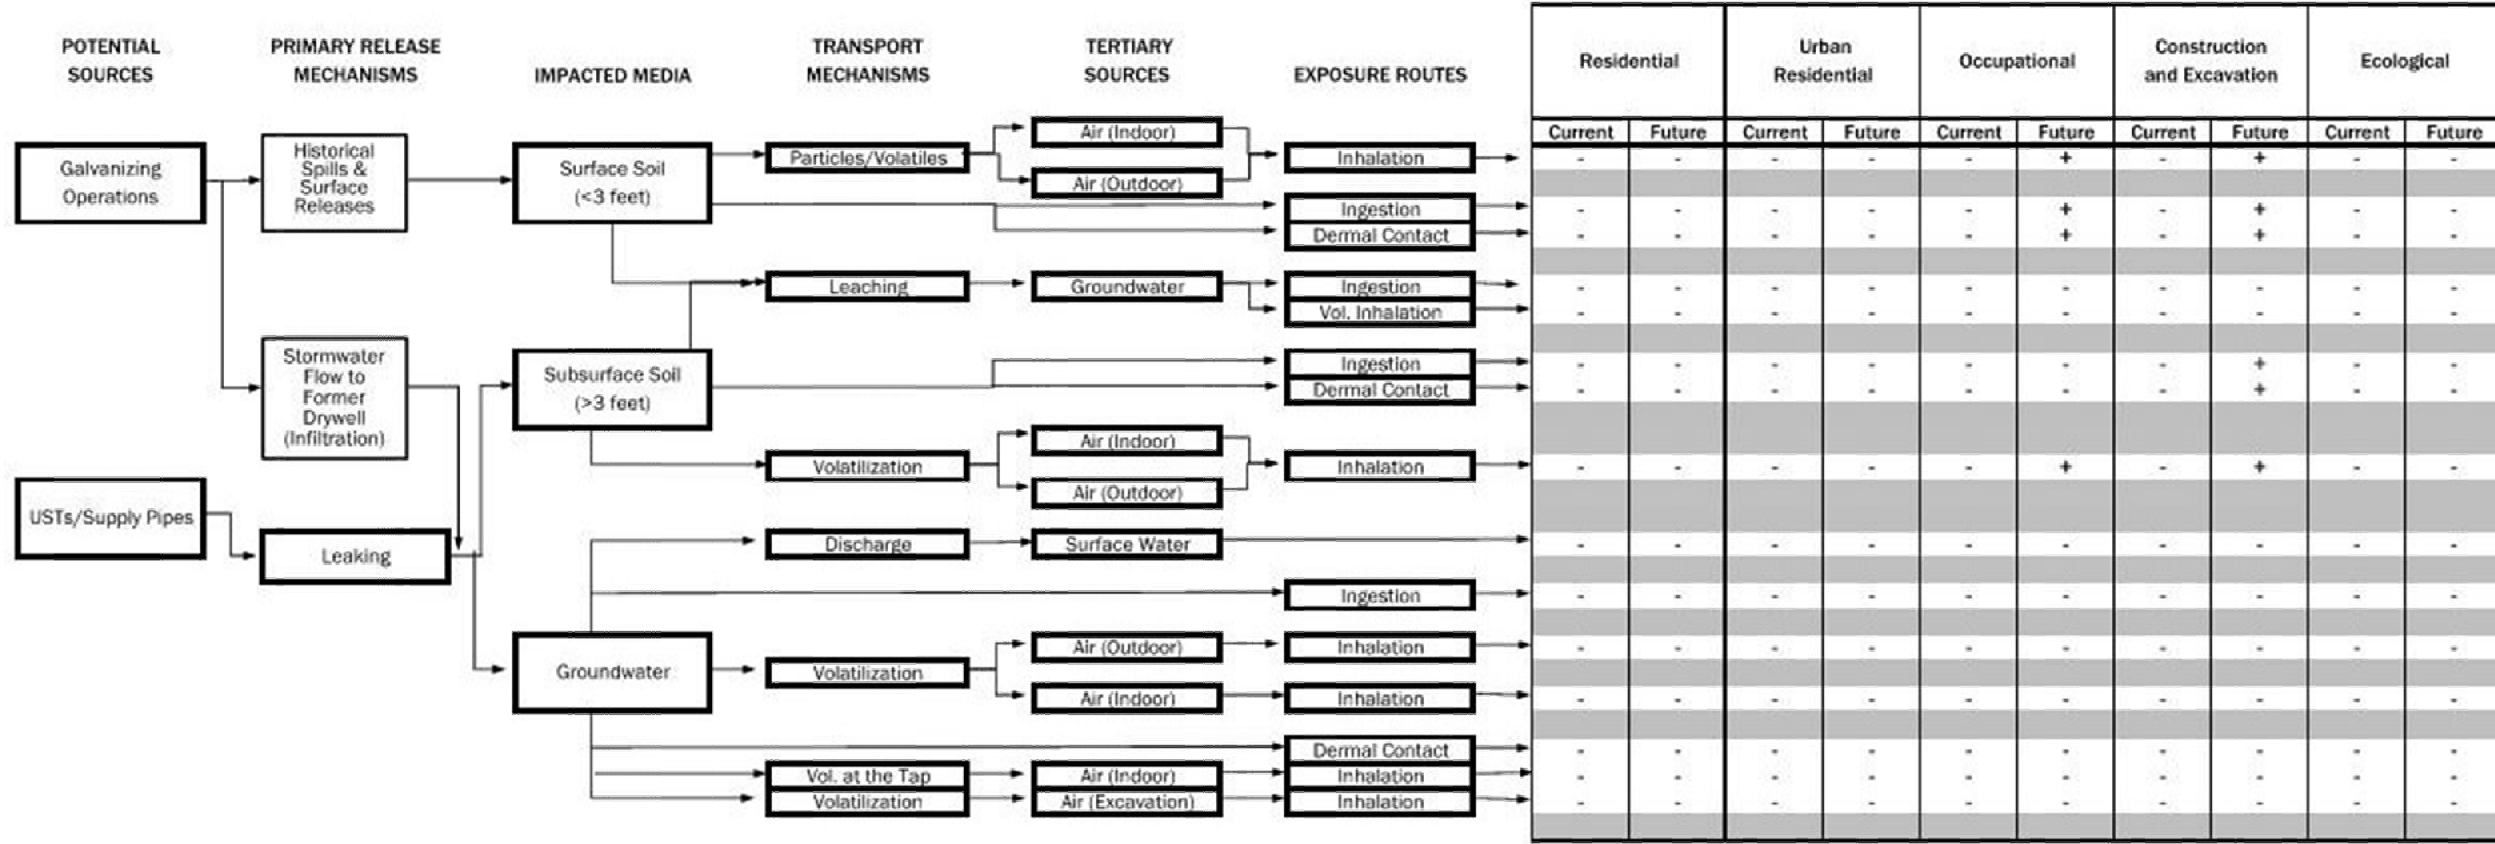 POTENTIAL
SOURCES
PRIMARY RELEASE
MECHANISMS
IMPACTED MEDIA
TRANSPORT
MECHANISMS
TERTIARY
SOURCES
EXPOSURE ROUTES
Residential
Urban
Residential
Occupational
Construction
and Excavation
Ecological
Current Future Current Future Current Future Current Future Current Future
Galvanizing
Operations
Historical
Spills &
Surface
Releases
Surface Soil
(<3 feet)
Particles/Volatiles
Air (Indoor)
Air (Outdoor)
Inhalation
- - - - - + - + - -
Ingestion
- - - - - + - + - -
Dermal Contact
- - - - - + - + - -
Leaching
Groundwater
Ingestion
- - - - - - - - - -
Vol. Inhalation
- - - - - - - - - -
Stormwater
Flow to
Former
Drywell
(Infiltration)
Subsurface Soil
(>3 feet)
Ingestion
- - - - - - - + - -
Dermal Contact
- - - - - - - + - -
Volatilization
Air (Indoor)
Air (Outdoor)
Inhalation
- - - - - + - + - -
USTs/Supply Pipes
Leaking
Discharge
Surface Water
- - - - - - - - - -
Ingestion
- - - - - - - - - -
Groundwater
Volatilization
Air (Outdoor)
Inhalation
- - - - - - - - - -
Air (Indoor)
Inhalation
- - - - - - - - - -
Dermal Contact
- - - - - - - - - -
Vol. at the Tap
Air (Indoor)
Inhalation
- - - - - - - - - -
Volatilization
Air (Excavation)
Inhalation
- - - - - - - - - -